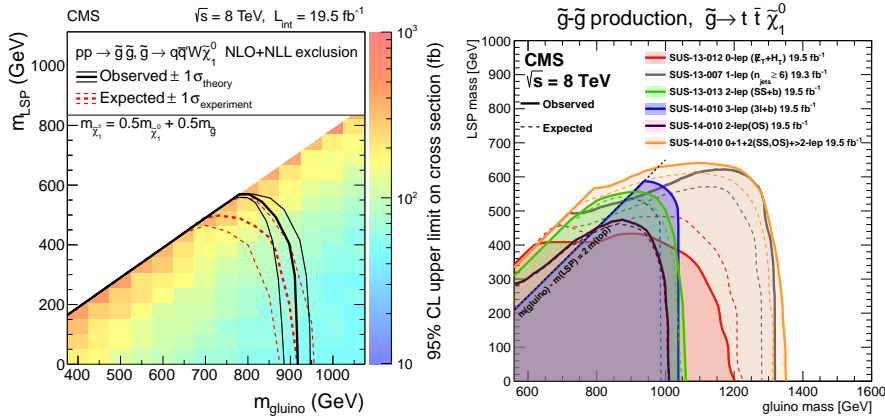 CMS
√s = 8 TeV, L_int = 19.5 fb⁻¹
pp → g̃ g̃, g̃ → qq̄'Wχ̃₁⁰ NLO+NLL exclusion
Observed ± 1σ_theory
Expected ± 1σ_experiment
m_χ̃₁± = 0.5m_χ̃₁⁰ + 0.5m_g̃
m_LSP (GeV)
1000
800
600
400
200
0
400 500 600 700 800 900 1000
m_gluino (GeV)
10³
10²
10
95% CL upper limit on cross section (fb)
g̃-g̃ production, g̃→ t t̄ χ̃₁⁰
CMS
√s = 8 TeV
Observed
Expected
SUS-13-012 0-lep (E̸_T+H_T) 19.5 fb⁻¹
SUS-13-007 1-lep (n_jets ≥ 6) 19.3 fb⁻¹
SUS-13-013 2-lep (SS+b) 19.5 fb⁻¹
SUS-14-010 3-lep (3l+b) 19.5 fb⁻¹
SUS-14-010 2-lep(OS) 19.5 fb⁻¹
SUS-14-010 0+1+2(SS,OS)+>2-lep 19.5 fb⁻¹
m(gluino) - m(LSP) = 2 m(top)
LSP mass [GeV]
1000
900
800
700
600
500
400
300
200
100
0
600 800 1000 1200 1400 1600
gluino mass [GeV]